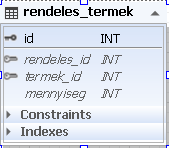 rendeles_termek
id INT
rendeles_id INT
termek_id INT
mennyiseg INT
Constraints
Indexes